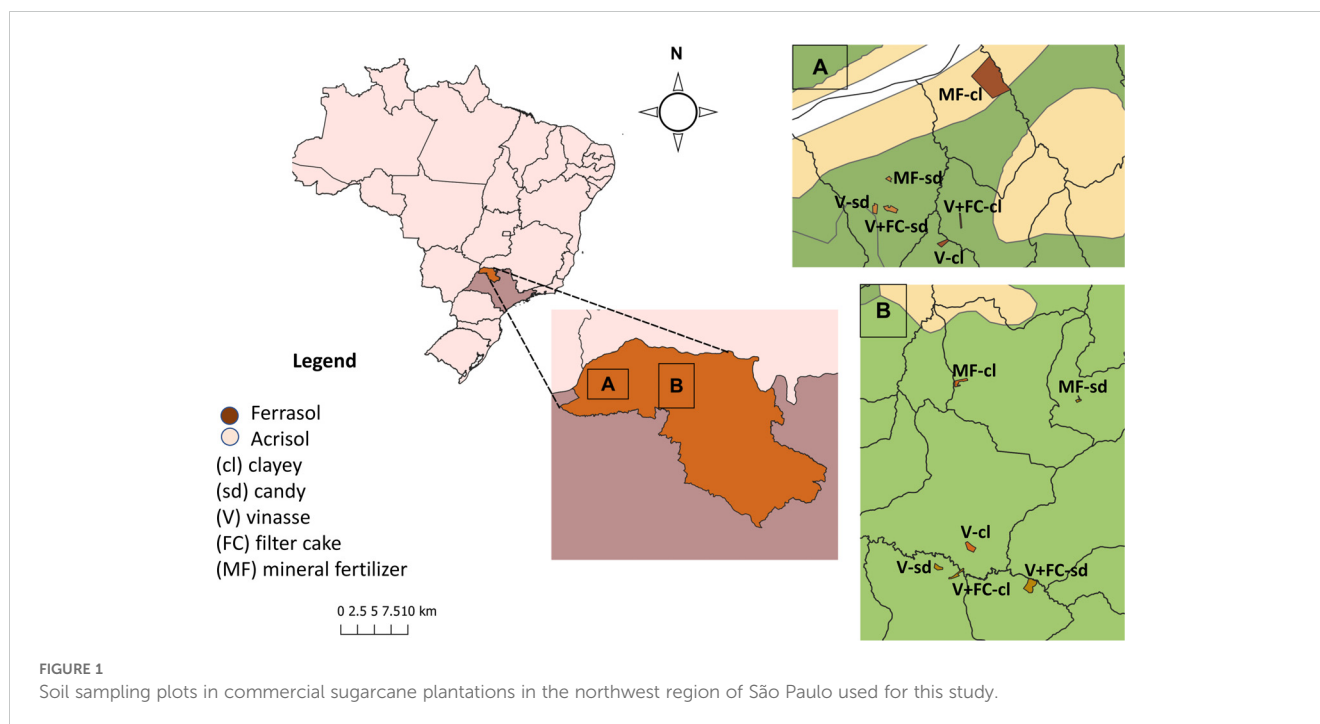 N
A
MF-cl
MF-sd
V-sd
V+FC-cl
V+FC-sd
V-cl
B
MF-cl
MF-sd
V-cl
V-sd
V+FC-sd
V+FC-cl
A
B
Legend
Ferrasol
Acrisol
(cl) clayey
(sd) candy
(V) vinasse
(FC) filter cake
(MF) mineral fertilizer
0 2.5 5 7.510 km
FIGURE 1
Soil sampling plots in commercial sugarcane plantations in the northwest region of São Paulo used for this study.